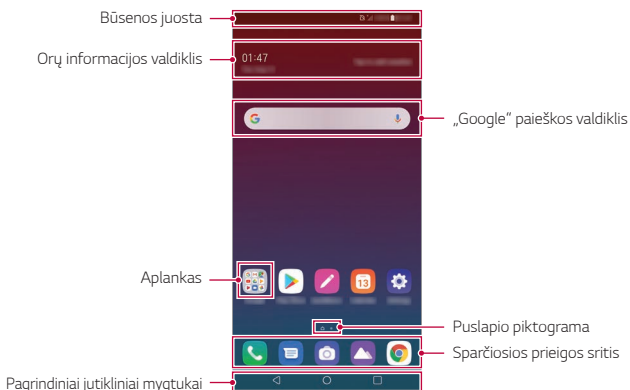 Būsenos juosta
Orų informacijos valdiklis
01:47
„Google“ paieškos valdiklis
G
13
Aplankas
Puslapio piktograma
Sparčiosios prieigos sritis
Pagrindiniai jutikliniai mygtukai